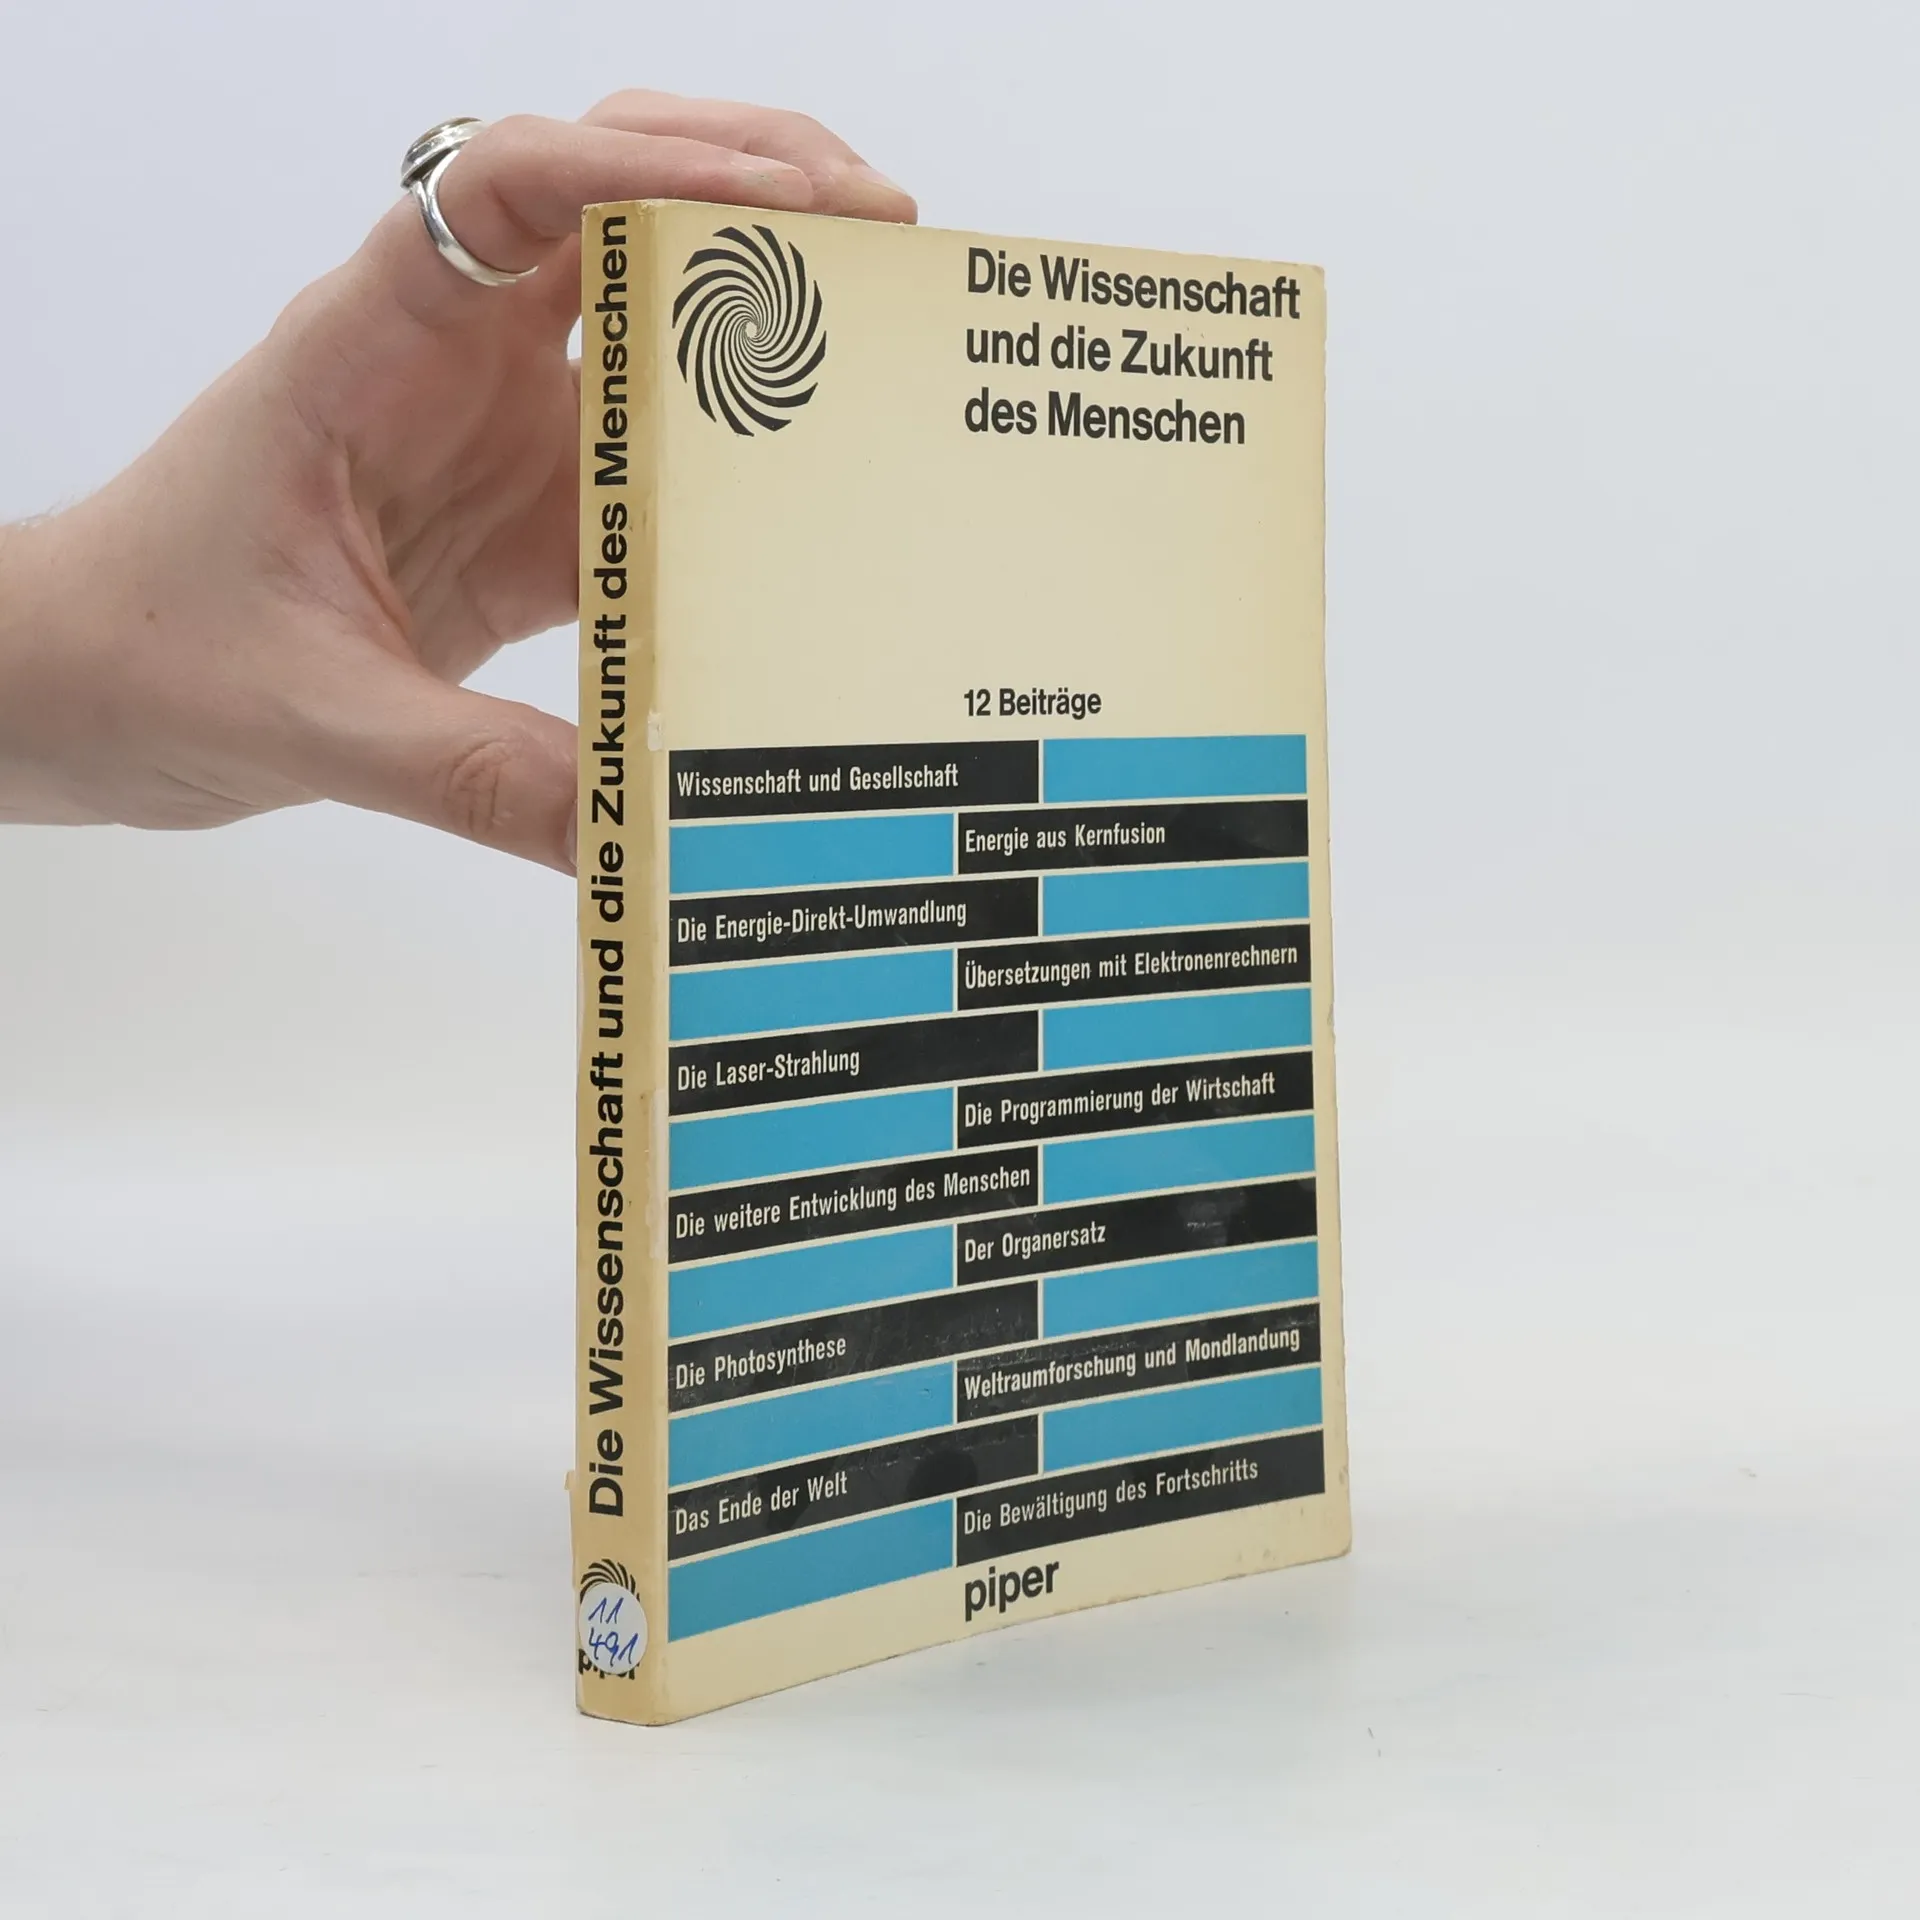 Die Wissenschaft und die Zukunft des Menschen
11
491
Die Wissenschaft
und die Zukunft
des Menschen
12 Beiträge
Wissenschaft und Gesellschaft
Energie aus Kernfusion
Die Energie-Direkt-Umwandlung
Übersetzungen mit Elektronenrechnern
Die Laser-Strahlung
Die Programmierung der Wirtschaft
Die weitere Entwicklung des Menschen
Der Organersatz
Die Photosynthese
Weltraumforschung und Mondlandung
Das Ende der Welt
Die Bewältigung des Fortschritts
piper